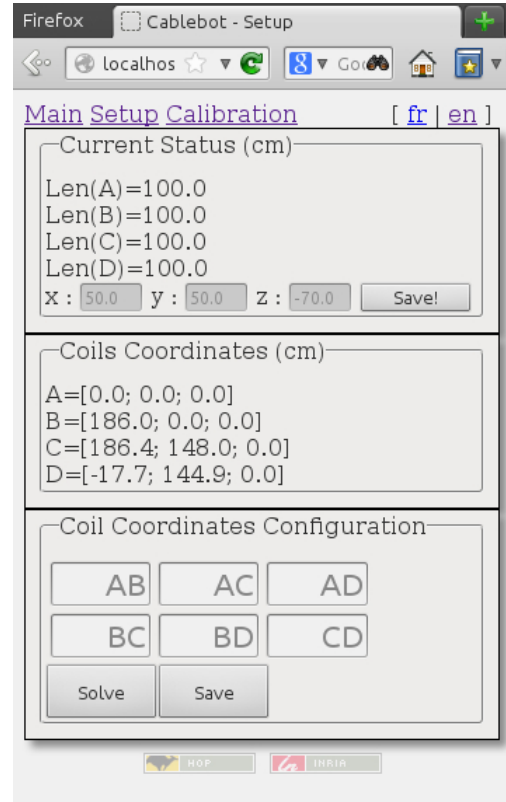 Firefox
Cablebot - Setup
localhos
Goo
Main Setup Calibration [ fr | en ]
Current Status (cm)
Len(A)=100.0
Len(B)=100.0
Len(C)=100.0
Len(D)=100.0
x : 50.0 y : 50.0 z : -70.0 Save!
Coils Coordinates (cm)
A=[0.0; 0.0; 0.0]
B=[186.0; 0.0; 0.0]
C=[186.4; 148.0; 0.0]
D=[-17.7; 144.9; 0.0]
Coil Coordinates Configuration
AB AC AD
BC BD CD
Solve Save
HOP INRIA